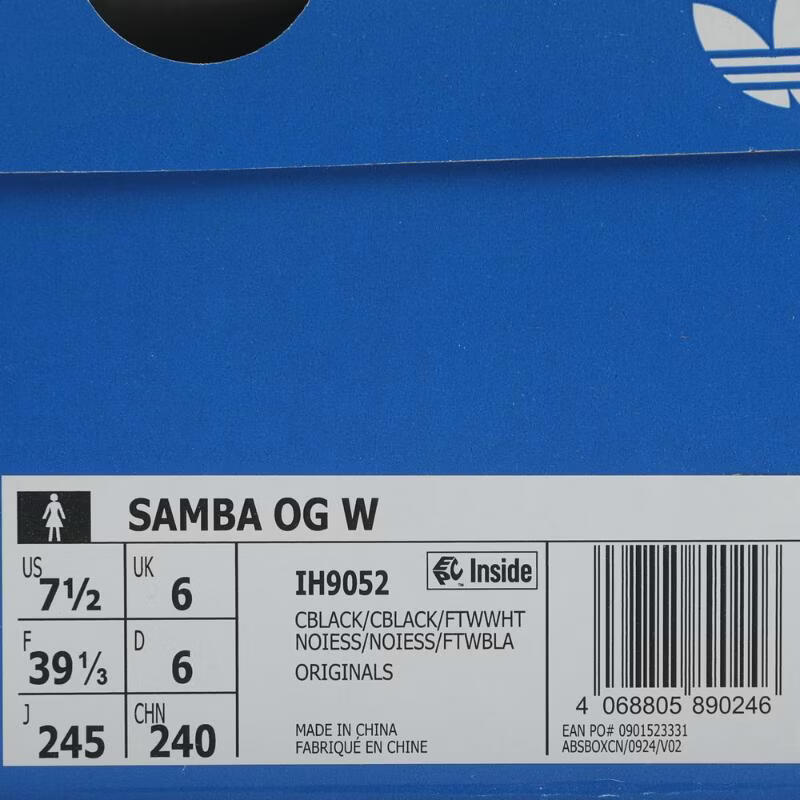 SAMBA OG W
US 7½
UK 6
F 39⅓
D 6
J 245
CHN 240
IH9052
Inside
™
CBLACK/CBLACK/FTWWHT
NOIESS/NOIESS/FTWBLA
ORIGINALS
MADE IN CHINA
FABRIQUÉ EN CHINE
4 068805 890246
EAN PO# 0901523331
ABSBOXCN/0924/V02